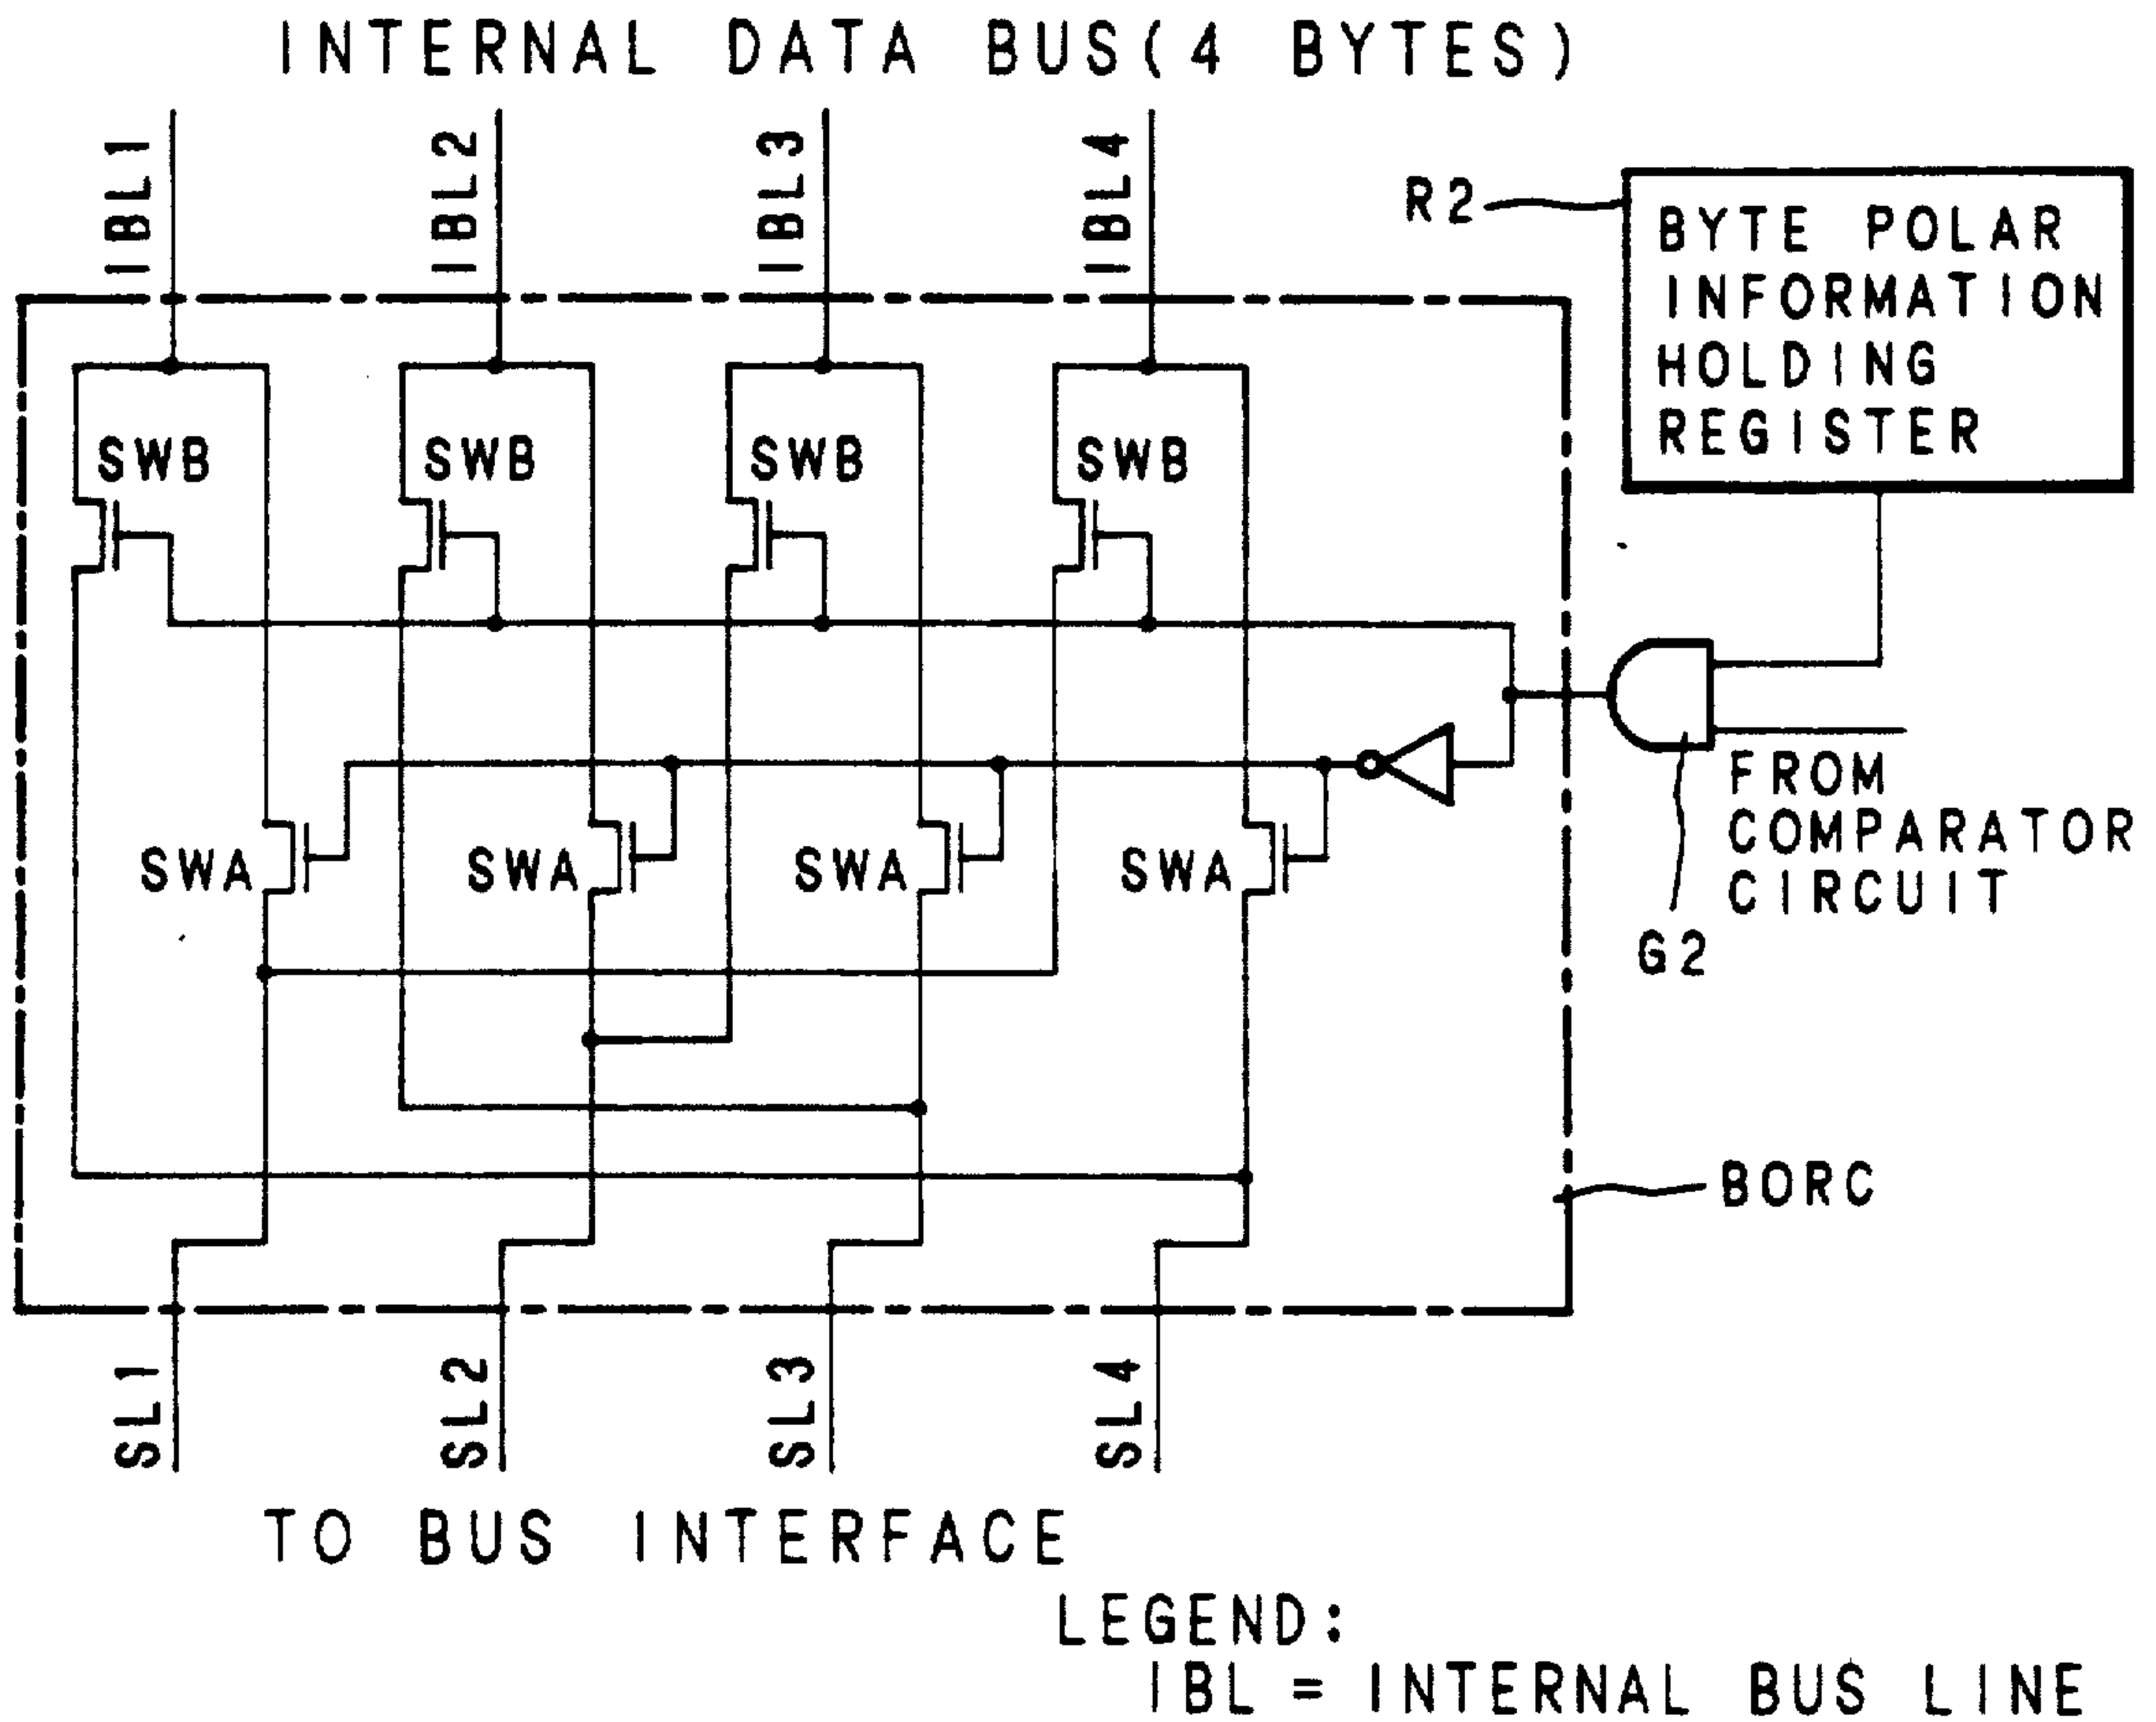 INTERNAL DATA BUS(4 BYTES)
IBL1
IBL2
IBL3
IBL4
R2
BYTE POLAR
INFORMATION
HOLDING
REGISTER
SWB
SWB
SWB
SWB
SWA
SWA
SWA
SWA
FROM
COMPARATOR
CIRCUIT
G2
BORC
SL1
SL2
SL3
SL4
TO BUS INTERFACE
LEGEND:
IBL = INTERNAL BUS LINE